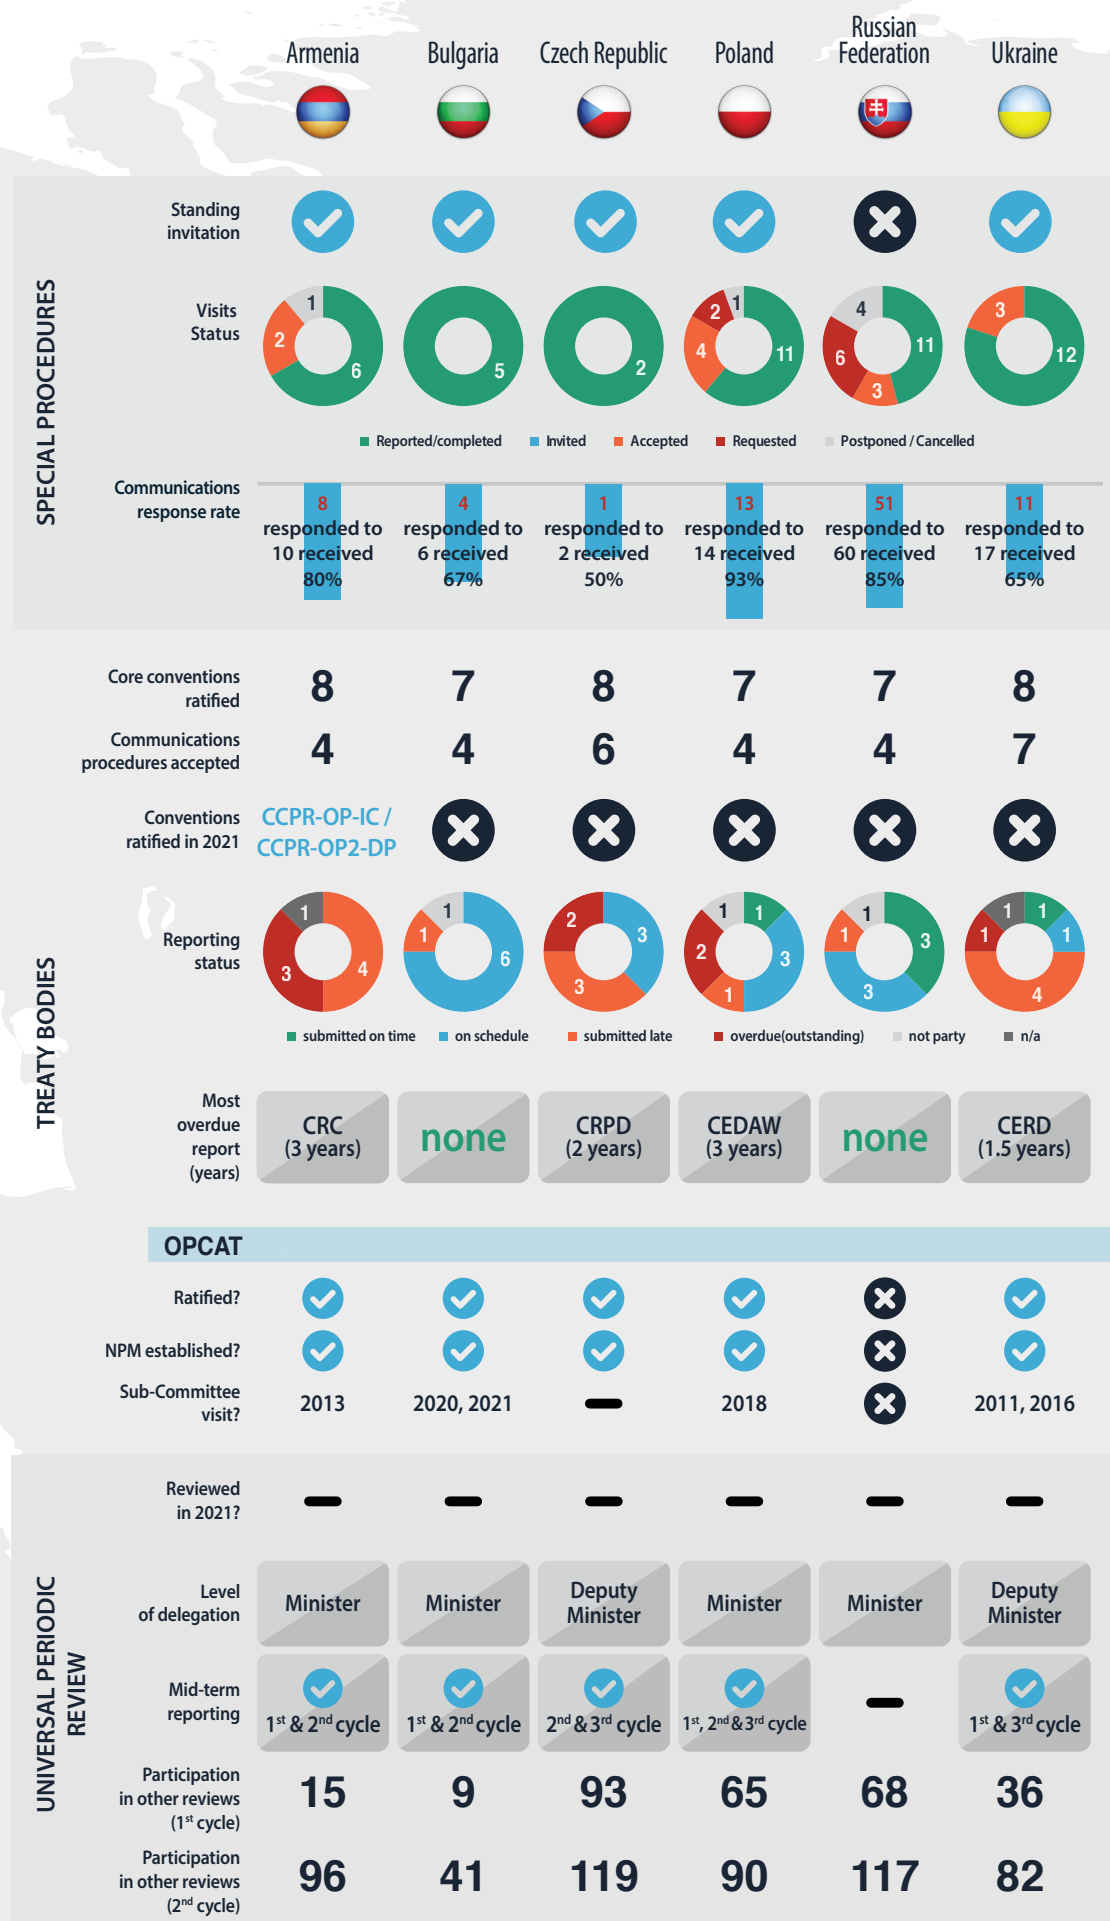 Armenia
Bulgaria
Czech Republic
Poland
Russian
Federation
Ukraine
SPECIAL PROCEDURES
Standing
invitation
Visits
Status
1
2
6
5
2
1
2
4
11
4
6
3
11
3
12
Reported/completed Invited Accepted Requested Postponed / Cancelled
Communications
response rate
8
responded to
10 received
80%
4
responded to
6 received
67%
1
responded to
2 received
50%
13
responded to
14 received
93%
51
responded to
60 received
85%
11
responded to
17 received
65%
TREATY BODIES
Core conventions
ratified
8 7 8 7 7 8
Communications
procedures accepted
4 4 6 4 4 7
Conventions
ratified in 2021
CCPR-OP-IC /
CCPR-OP2-DP
Reporting
status
1
3
4
1
1
6
2
3
3
1
1
2
3
1
1
1
3
3
1
1
1
1
4
submitted on time on schedule submitted late overdue(outstanding) not party n/a
Most
overdue
report
(years)
CRC
(3 years)
none
CRPD
(2 years)
CEDAW
(3 years)
none
CERD
(1.5 years)
OPCAT
Ratified?
NPM established?
Sub-Committee
visit?
2013 2020, 2021 2018 2011, 2016
UNIVERSAL PERIODIC
REVIEW
Reviewed
in 2021?
Level
of delegation
Minister
Minister
Deputy
Minister
Minister
Minister
Deputy
Minister
Mid-term
reporting
1st & 2nd cycle
1st & 2nd cycle
2nd & 3rd cycle
1st, 2nd & 3rd cycle
1st & 3rd cycle
Participation
in other reviews
(1st cycle)
15 9 93 65 68 36
Participation
in other reviews
(2nd cycle)
96 41 119 90 117 82